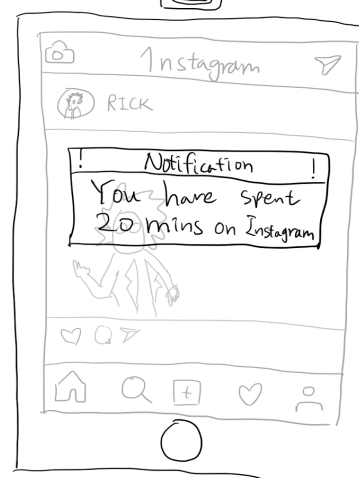 Instagram
RICK
! Notification !
You have spent
20 mins on Instagram